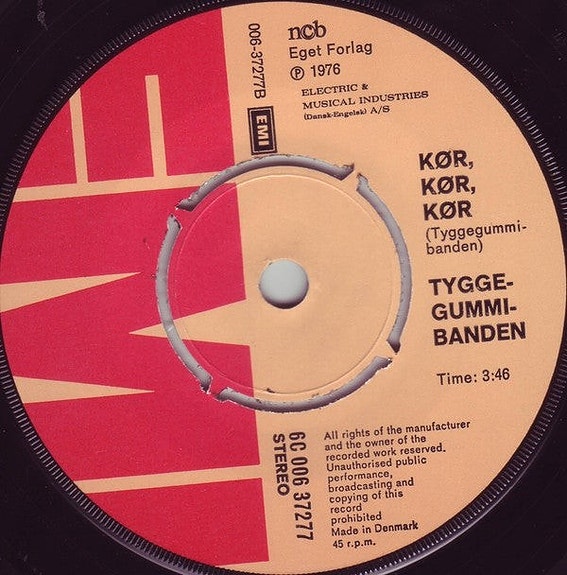 ncb
Eget Forlag
℗ 1976
ELECTRIC &
MUSICAL INDUSTRIES
(Dansk-Engelsk) A/S
006-37277B
EMI
EMI
KØR,
KØR,
KØR
(Tyggegummi-
banden)
TYGGE-
GUMMI-
BANDEN
Time: 3:46
6C 006 37277
STEREO
All rights of the manufacturer
and the owner of the
recorded work reserved.
Unauthorised public
performance,
broadcasting and
copying of this
record
prohibited
Made in Denmark
45 r.p.m.